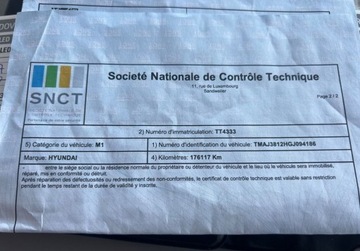 Societé Nationale de Contrôle Technique
11, rue de Luxembourg
Sandweiler
SNCT
Page 2 / 2
2) Numéro d'immatriculation: TT4333
5) Catégorie du véhicule: M1
1) Numéro d'identification du véhicule: TMAJ3812HGJ094186
Marque: HYUNDAI
4) Kilomètres: 176117 Km
entre le siège social ou la résidence normale du propriétaire ou détenteur du véhicule et le lieu où le véhicule sera immobilisé,
réparé, mis en conformité ou détruit.
Après réparation des défectuosités ou redressement des non-conformités, le certificat de contrôle technique est valable sans restriction
pendant le temps restant de la durée de validité y inscrite.